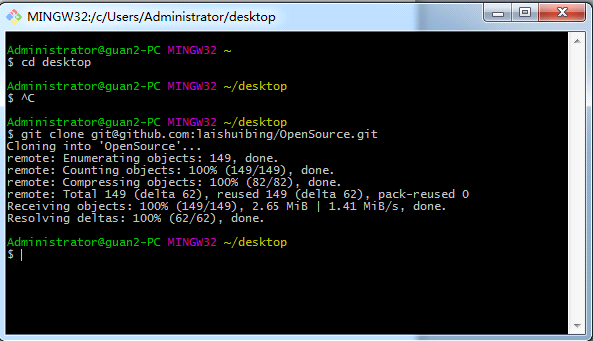 MINGW32:/c/Users/Administrator/desktop
Administrator@guan2-PC MINGW32 ~
$ cd desktop
Administrator@guan2-PC MINGW32 ~/desktop
$ ^C
Administrator@guan2-PC MINGW32 ~/desktop
$ git clone git@github.com:laishuibing/OpenSource.git
Cloning into 'OpenSource'...
remote: Enumerating objects: 149, done.
remote: Counting objects: 100% (149/149), done.
remote: Compressing objects: 100% (82/82), done.
remote: Total 149 (delta 62), reused 149 (delta 62), pack-reused 0
Receiving objects: 100% (149/149), 2.65 MiB | 1.41 MiB/s, done.
Resolving deltas: 100% (62/62), done.
Administrator@guan2-PC MINGW32 ~/desktop
$